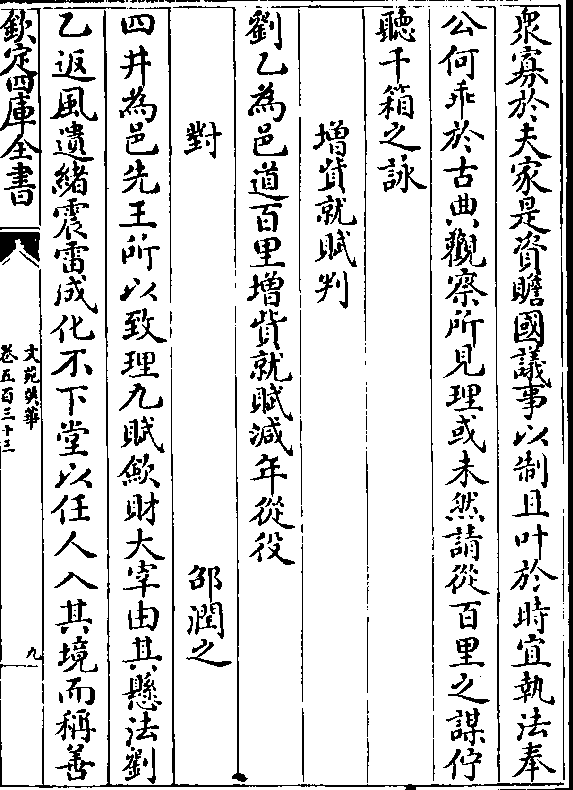 衆寡於夫家是資贍國議事以制且叶於時宜執法奉
公何乖於古典觀察所見理或未然請從百里之謀佇
聽千箱之詠
增貲就賦判
劉乙為邑道百里增貲就賦減年從役
對 邵潤之
四井為邑先王所以致理九賦歛財大宰由其懸法劉
乙返風遺緒震雷成化不下堂以任人入其境而稱善
欽定四庫全書
文苑英華
卷五百三十三
九